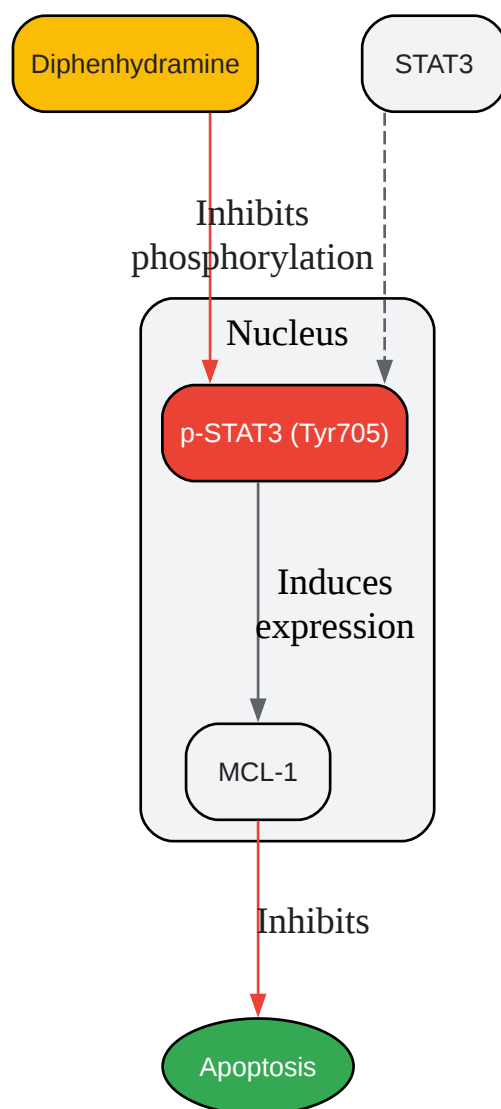 Diphenhydramine
STAT3
Inhibits
phosphorylation
Nucleus
p-STAT3 (Tyr705)
Induces
expression
MCL-1
Inhibits
Apoptosis